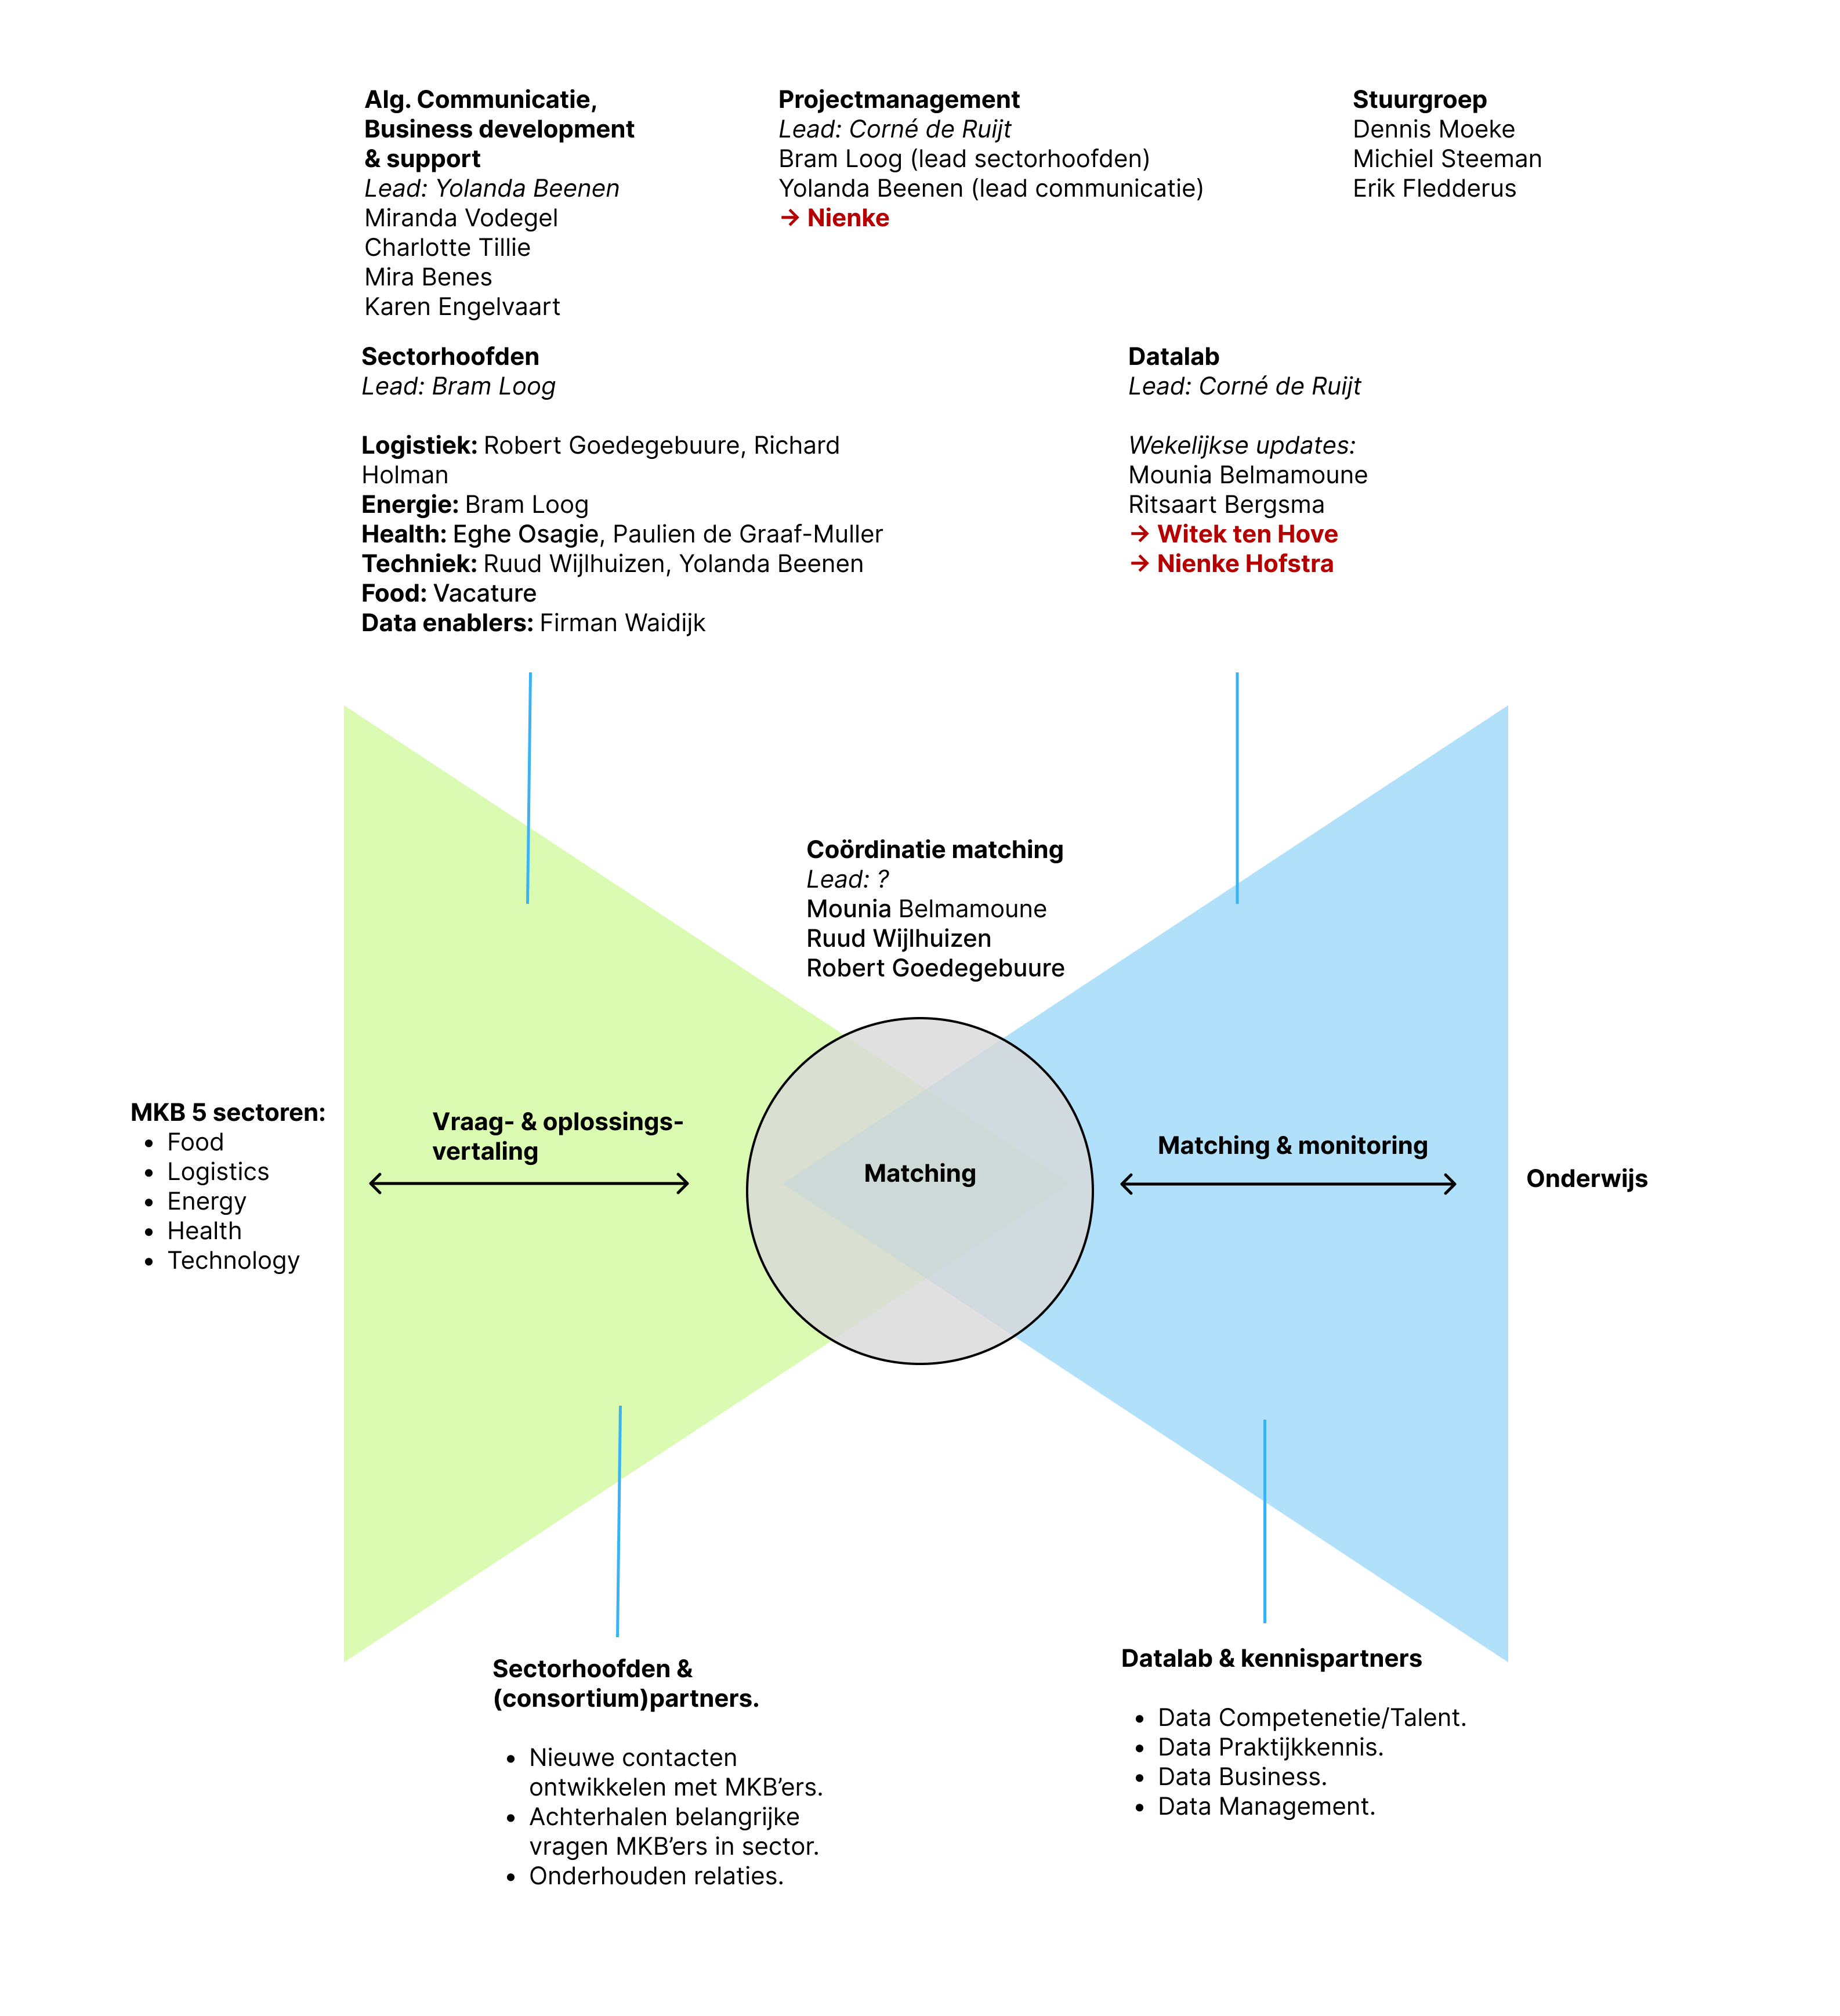 Alg. Communicatie,
Business development
& support
Lead: Yolanda Beenen
Miranda Vodegel
Charlotte Tillie
Mira Benes
Karen Engelvaart
Projectmanagement
Lead: Corné de Ruijt
Bram Loog (lead sectorhoofden)
Yolanda Beenen (lead communicatie)
→ Nienke
Stuurgroep
Dennis Moeke
Michiel Steeman
Erik Fledderus
Sectorhoofden
Lead: Bram Loog
Logistiek: Robert Goedegebuure, Richard
Holman
Energie: Bram Loog
Health: Eghe Osagie, Paulien de Graaf-Muller
Techniek: Ruud Wijlhuizen, Yolanda Beenen
Food: Vacature
Data enablers: Firman Waidijk
Datalab
Lead: Corné de Ruijt
Wekelijkse updates:
Mounia Belmamoune
Ritsaart Bergsma
→ Witek ten Hove
→ Nienke Hofstra
Coördinatie matching
Lead: ?
Mounia Belmamoune
Ruud Wijlhuizen
Robert Goedegebuure
MKB 5 sectoren:
• Food
• Logistics
• Energy
• Health
• Technology
Vraag- & oplossings-
vertaling
Matching
Matching & monitoring
Onderwijs
Sectorhoofden &
(consortium)partners.
• Nieuwe contacten
ontwikkelen met MKB’ers.
• Achterhalen belangrijke
vragen MKB’ers in sector.
• Onderhouden relaties.
Datalab & kennispartners
• Data Competenetie/Talent.
• Data Praktijkkennis.
• Data Business.
• Data Management.